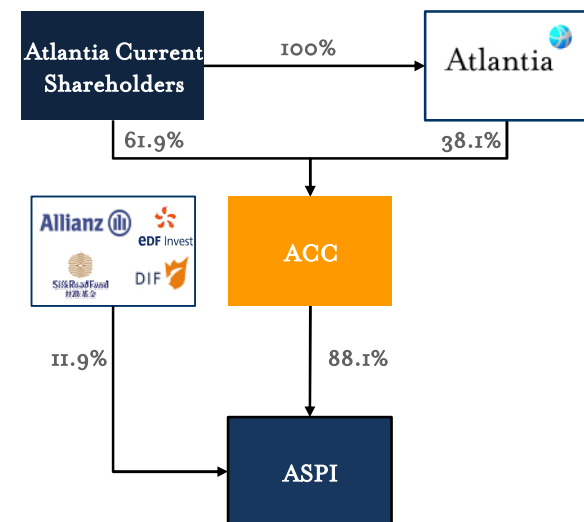 Atlantia Current
Shareholders
100%
Atlantia
61.9%
38.1%
Allianz
eDF Invest
SilkRoadFund
丝路基金
DIF
ACC
11.9%
88.1%
ASPI